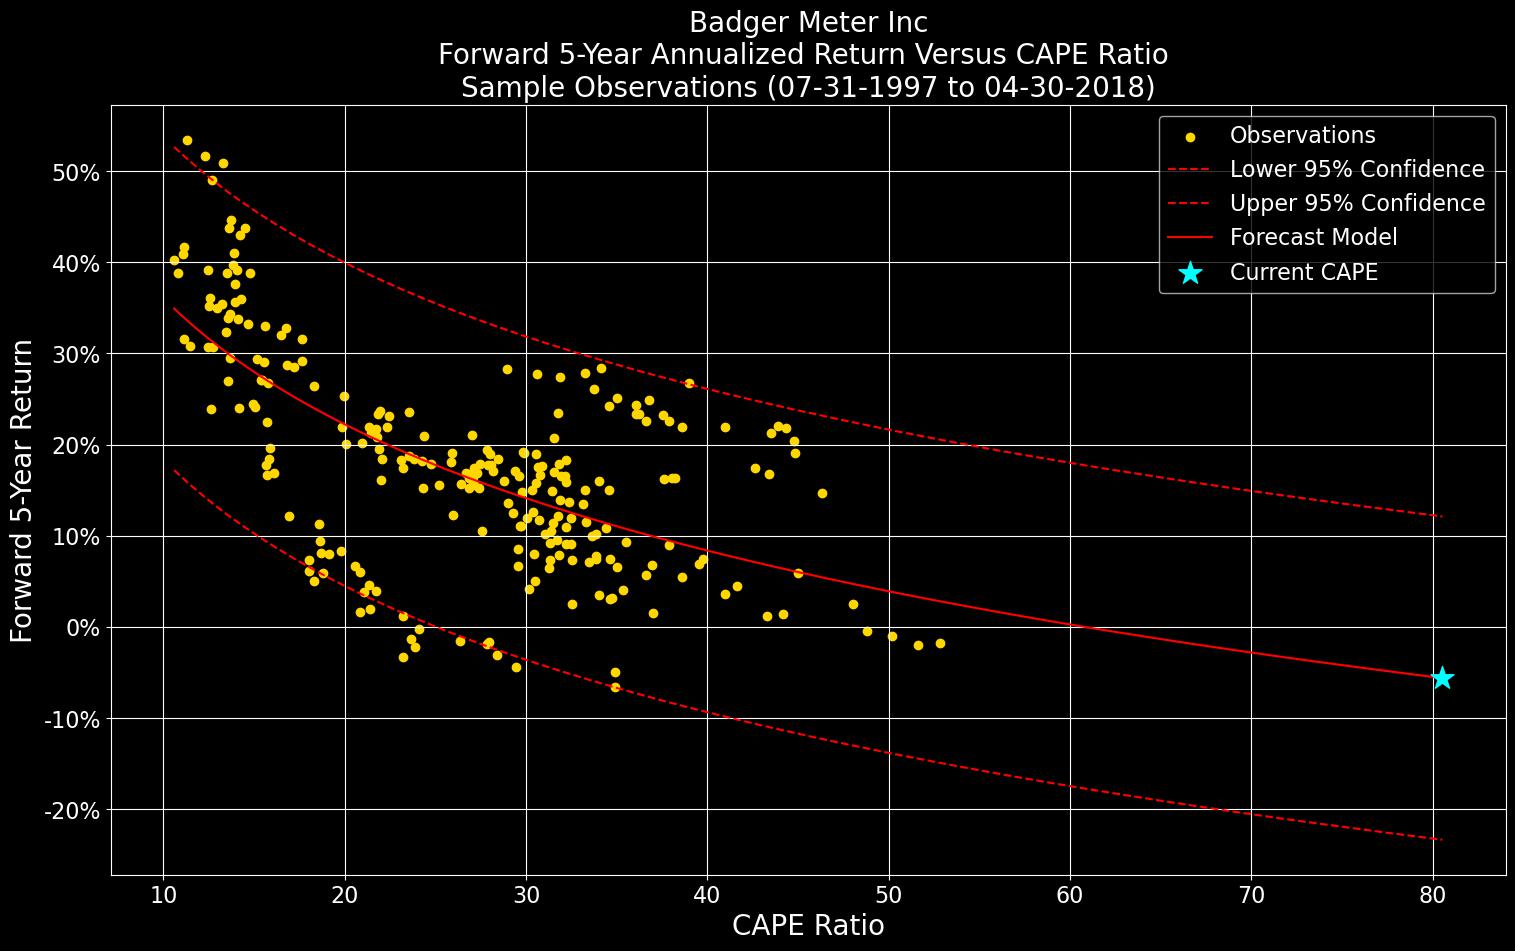 Badger Meter Inc
Forward 5-Year Annualized Return Versus CAPE Ratio
Sample Observations (07-31-1997 to 04-30-2018)
Observations
Lower 95% Confidence
Upper 95% Confidence
Forecast Model
Current CAPE
Forward 5-Year Return
50%
40%
30%
20%
10%
0%
-10%
-20%
10 20 30 40 50 60 70 80
CAPE Ratio